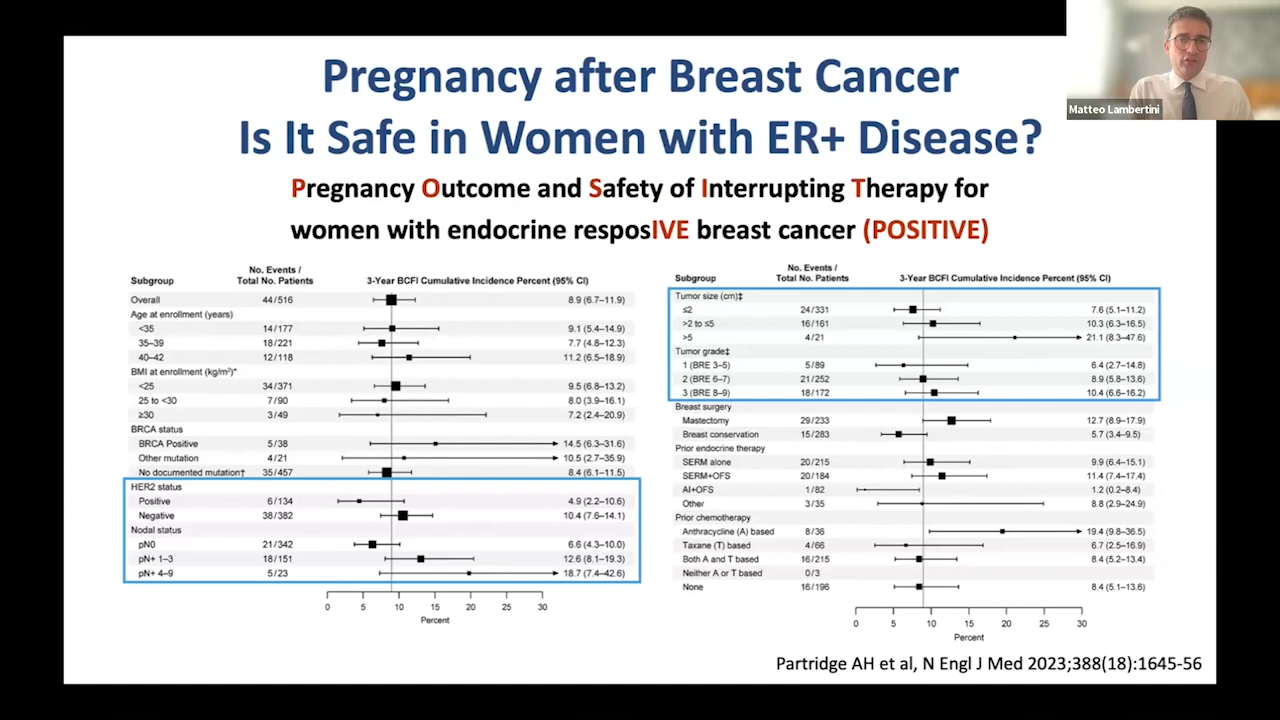 Matteo Lambertini
Pregnancy after Breast Cancer
Is It Safe in Women with ER+ Disease?
Pregnancy Outcome and Safety of Interrupting Therapy for
women with endocrine resposIVE breast cancer (POSITIVE)
Subgroup No. Events / Total No. Patients 3-Year BCFI Cumulative Incidence Percent (95% CI)
Overall 44/516 8.9 (6.7–11.9)
Age at enrollment (years)
<35 14/177 9.1 (5.4–14.9)
35–39 18/221 7.7 (4.8–12.3)
40–42 12/118 11.2 (6.5–18.9)
BMI at enrollment (kg/m²)*
<25 34/371 9.5 (6.8–13.2)
25 to <30 7/90 8.0 (3.9–16.1)
≥30 3/49 7.2 (2.4–20.9)
BRCA status
BRCA Positive 5/38 14.5 (6.3–31.6)
Other mutation 4/21 10.5 (2.7–35.9)
No documented mutation† 35/457 8.4 (6.1–11.5)
HER2 status
Positive 6/134 4.9 (2.2–10.6)
Negative 38/382 10.4 (7.6–14.1)
Nodal status
pN0 21/342 6.6 (4.3–10.0)
pN+ 1–3 18/151 12.6 (8.1–19.3)
pN+ 4–9 5/23 18.7 (7.4–42.6)
0 5 10 15 20 25 30
Percent
Subgroup No. Events / Total No. Patients 3-Year BCFI Cumulative Incidence Percent (95% CI)
Tumor size (cm)‡
≤2 24/331 7.6 (5.1–11.2)
>2 to ≤5 16/161 10.3 (6.3–16.5)
>5 4/21 21.1 (8.3–47.6)
Tumor grade‡
1 (BRE 3–5) 5/89 6.4 (2.7–14.8)
2 (BRE 6–7) 21/252 8.9 (5.8–13.6)
3 (BRE 8–9) 18/172 10.4 (6.6–16.2)
Breast surgery
Mastectomy 29/233 12.7 (8.9–17.9)
Breast conservation 15/283 5.7 (3.4–9.5)
Prior endocrine therapy
SERM alone 20/215 9.9 (6.4–15.1)
SERM+OFS 20/184 11.4 (7.4–17.4)
AI+OFS 1/82 1.2 (0.2–8.4)
Other 3/35 8.8 (2.9–24.9)
Prior chemotherapy
Anthracycline (A) based 8/36 19.4 (9.8–36.5)
Taxane (T) based 4/66 6.7 (2.5–16.9)
Both A and T based 16/215 8.4 (5.2–13.4)
Neither A or T based 0/3
None 16/196 8.4 (5.1–13.6)
0 5 10 15 20 25 30
Percent
Partridge AH et al, N Engl J Med 2023;388(18):1645-56